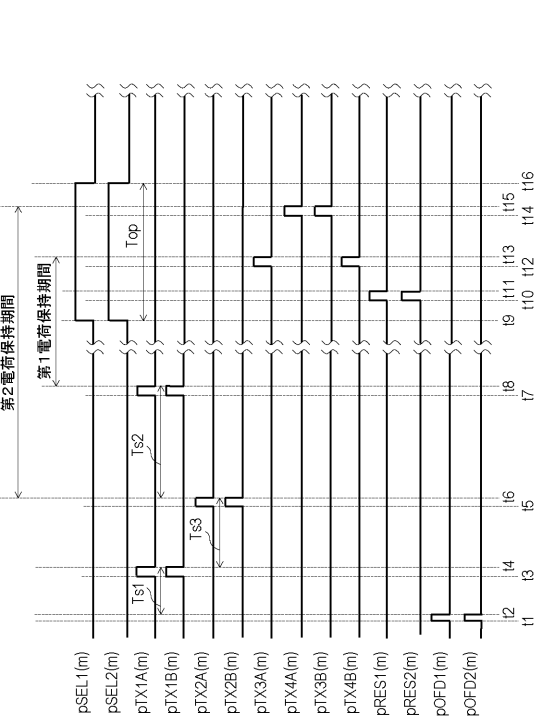 第2電荷保持期間
第1電荷保持期間
Top
Ts1
Ts2
Ts3
pSEL1(m)
pSEL2(m)
pTX1A(m)
pTX1B(m)
pTX2A(m)
pTX2B(m)
pTX3A(m)
pTX4A(m)
pTX3B(m)
pTX4B(m)
pRES1(m)
pRES2(m)
pOFD1(m)
pOFD2(m)
t1
t2
t3
t4
t5
t6
t7
t8
t9
t10
t11
t12
t13
t14
t15
t16